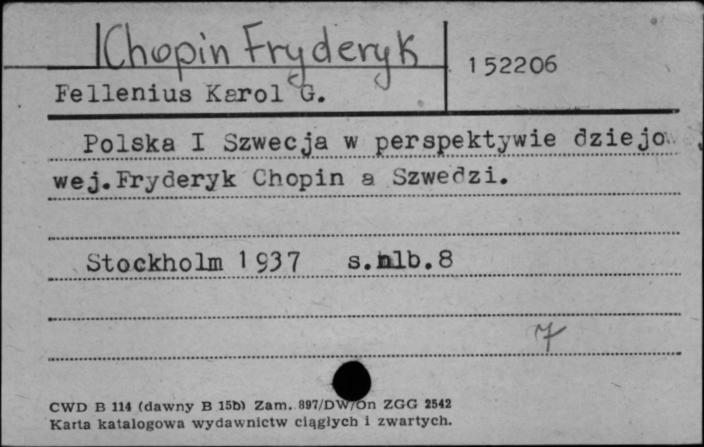 Chopin Fryderyk
152206
Fellenius Karol G.
Polska I Szwecja w perspektywie dziejo
wej.Fryderyk Chopin a Szwedzi.
Stockholm 1937 s.nlb.8
7
CWD B 114 (dawny B 15b) Zam. 897/DW/On ZGG 2542
Karta katalogowa wydawnictw ciągłych i zwartych.